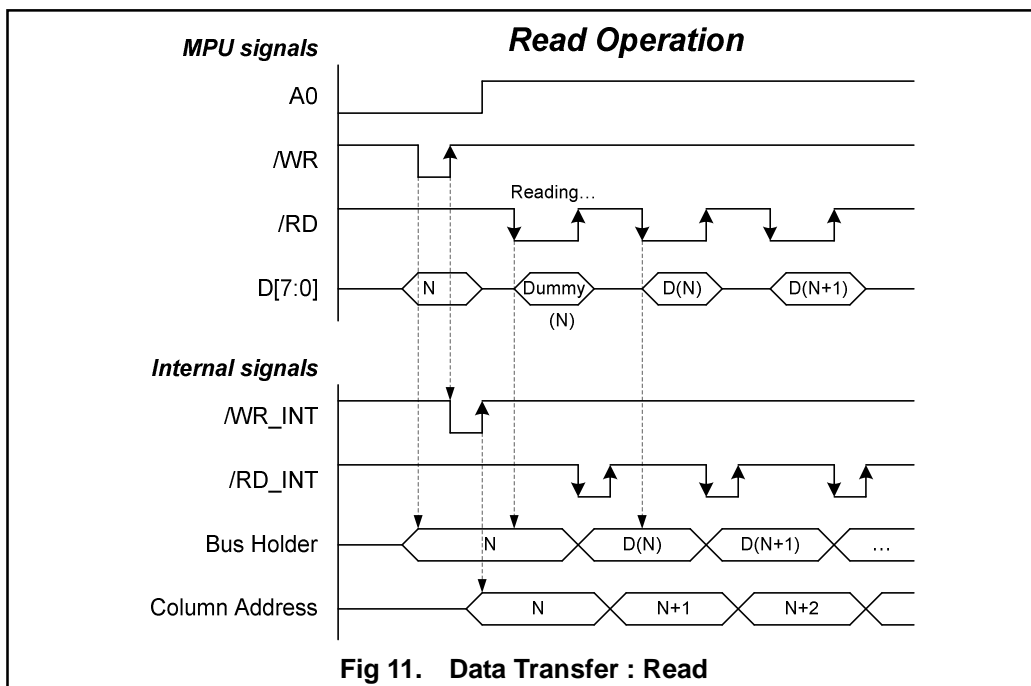 Read Operation
MPU signals
A0
/WR
Reading…
/RD
D[7:0]
N
Dummy
(N)
D(N)
D(N+1)
Internal signals
/WR_INT
/RD_INT
Bus Holder
N
D(N)
D(N+1)
…
Column Address
N
N+1
N+2
Fig 11. Data Transfer : Read